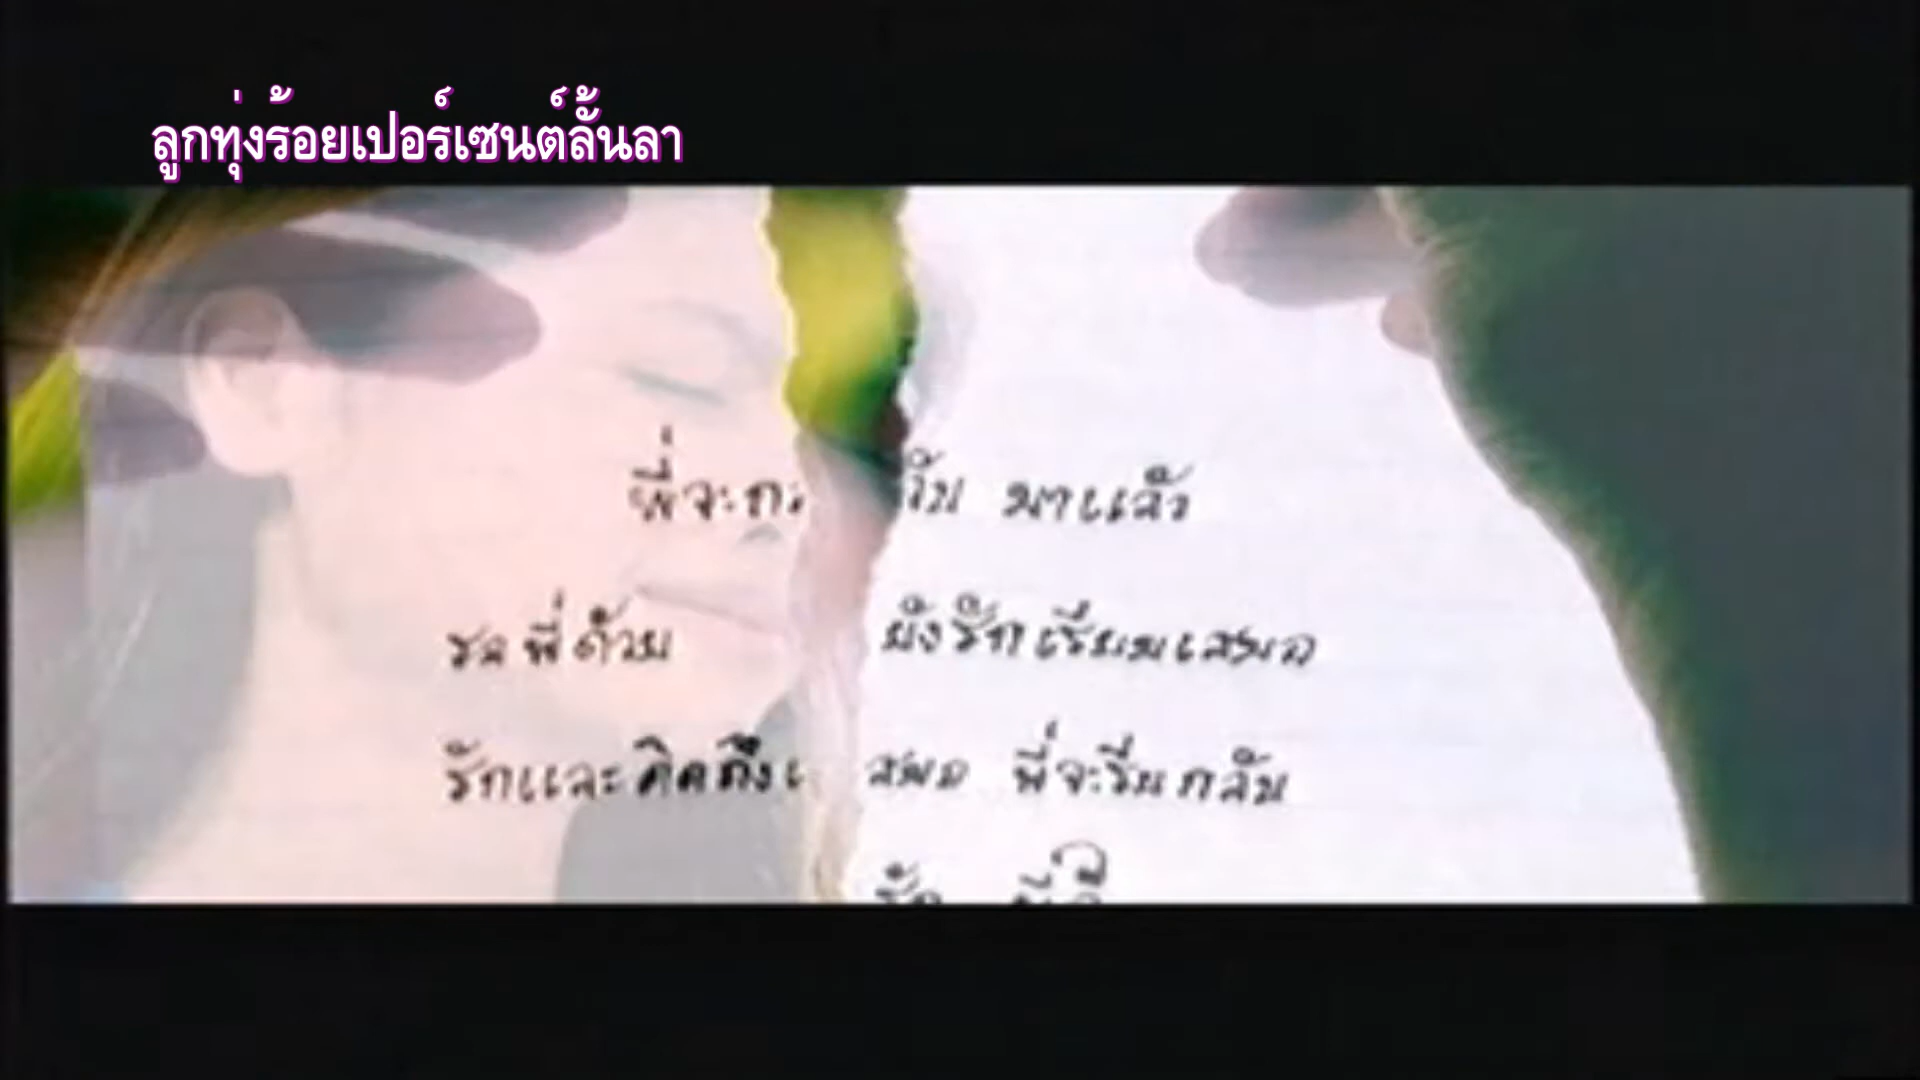 ลูกทุ่งร้อยเปอร์เซนต์ลั้นลา
พี่จะก มาแล้ว
รอพี่ด้วย ยังรักเรียมเสมอ
รักและคิดถึงเ สมอ พี่จะรีบกลับ